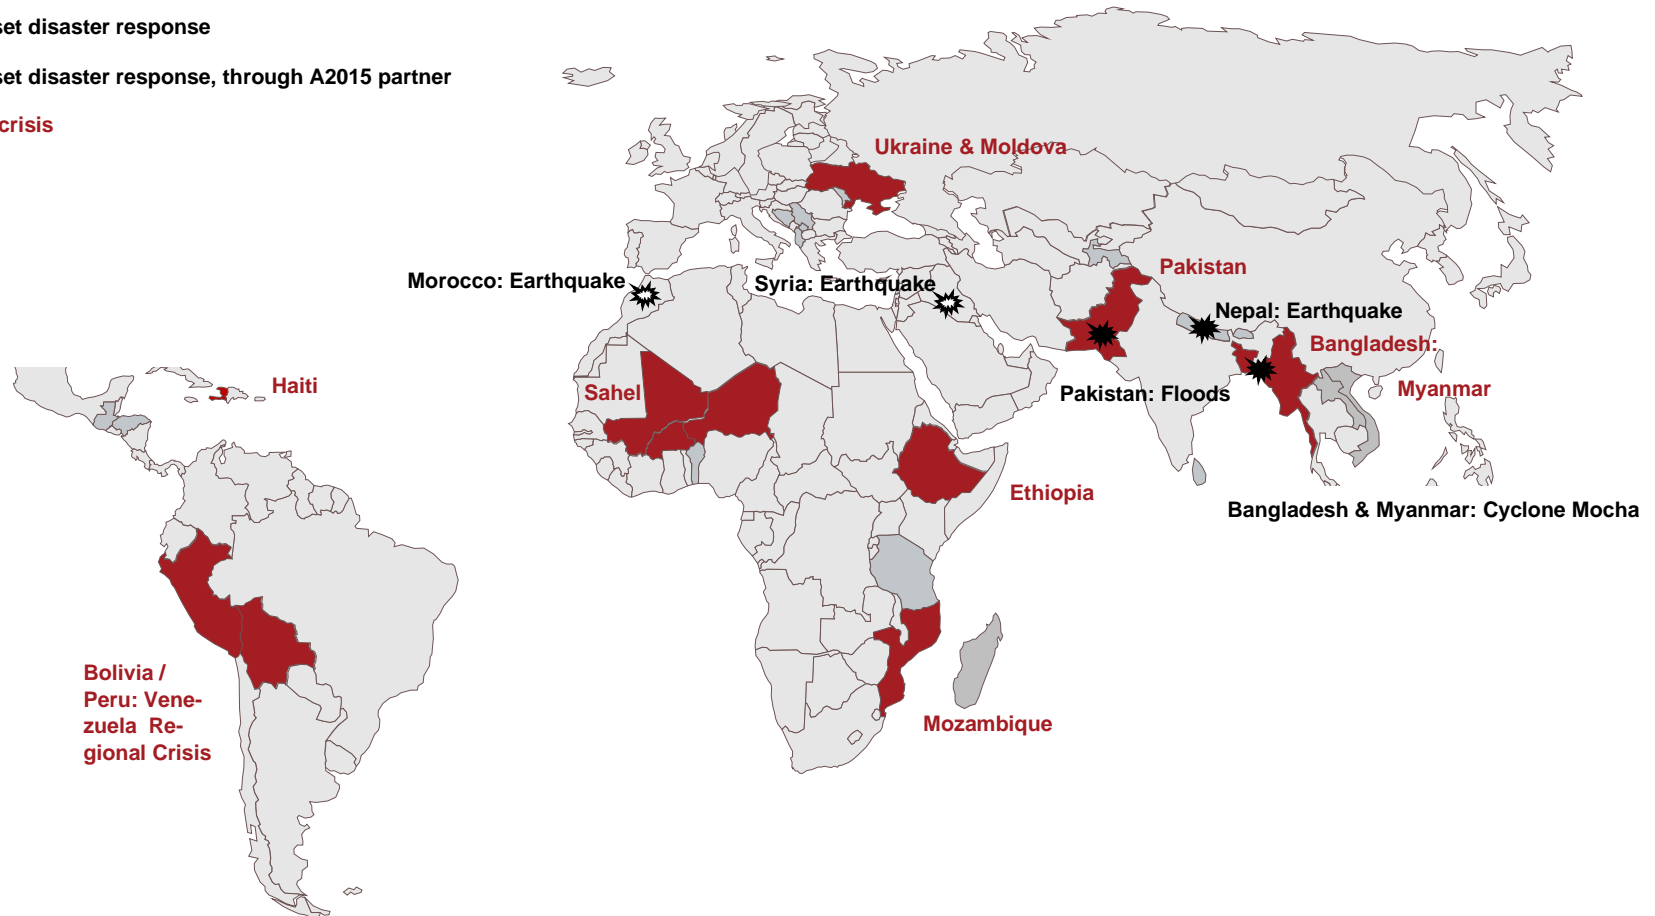 set disaster response
set disaster response, through A2015 partner
crisis
Ukraine & Moldova
Pakistan
Morocco: Earthquake
Syria: Earthquake
Nepal: Earthquake
Bangladesh:
Haiti
Sahel
Pakistan: Floods
Myanmar
Ethiopia
Bangladesh & Myanmar: Cyclone Mocha
Bolivia /
Peru: Vene-
zuela Re-
gional Crisis
Mozambique